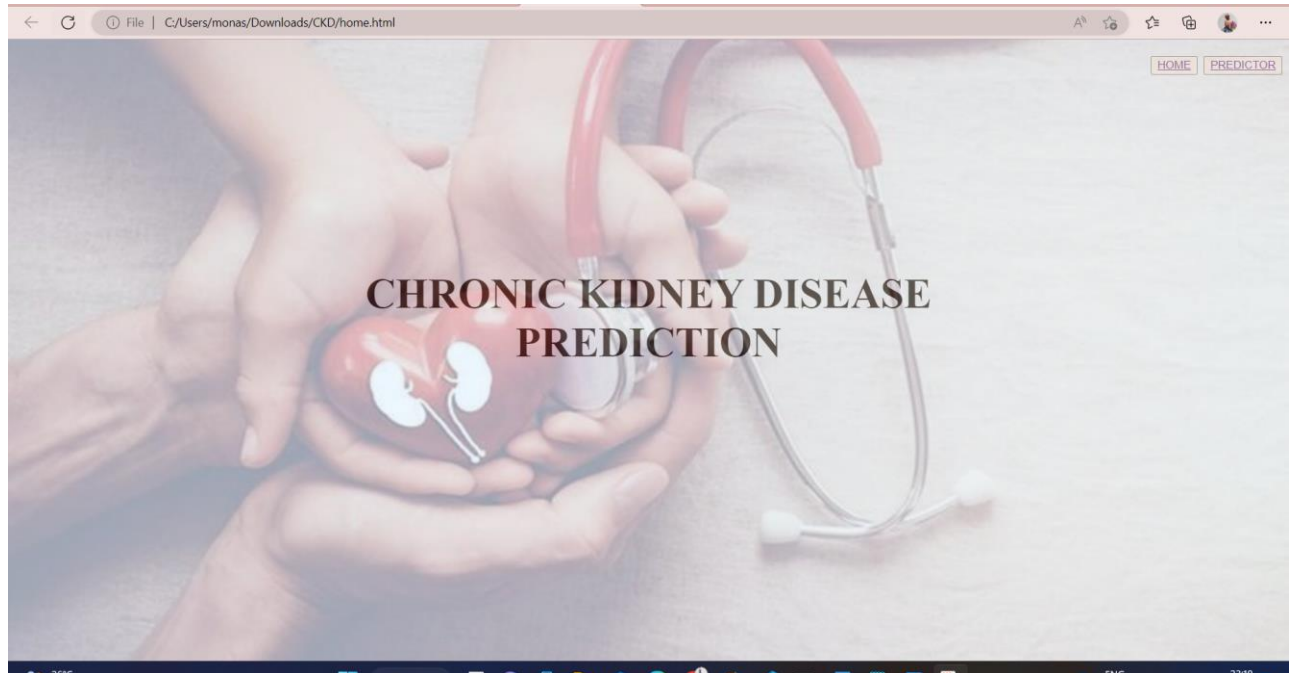 File | C:/Users/monas/Downloads/CKD/home.html
HOME PREDICTOR
CHRONIC KIDNEY DISEASE
PREDICTION